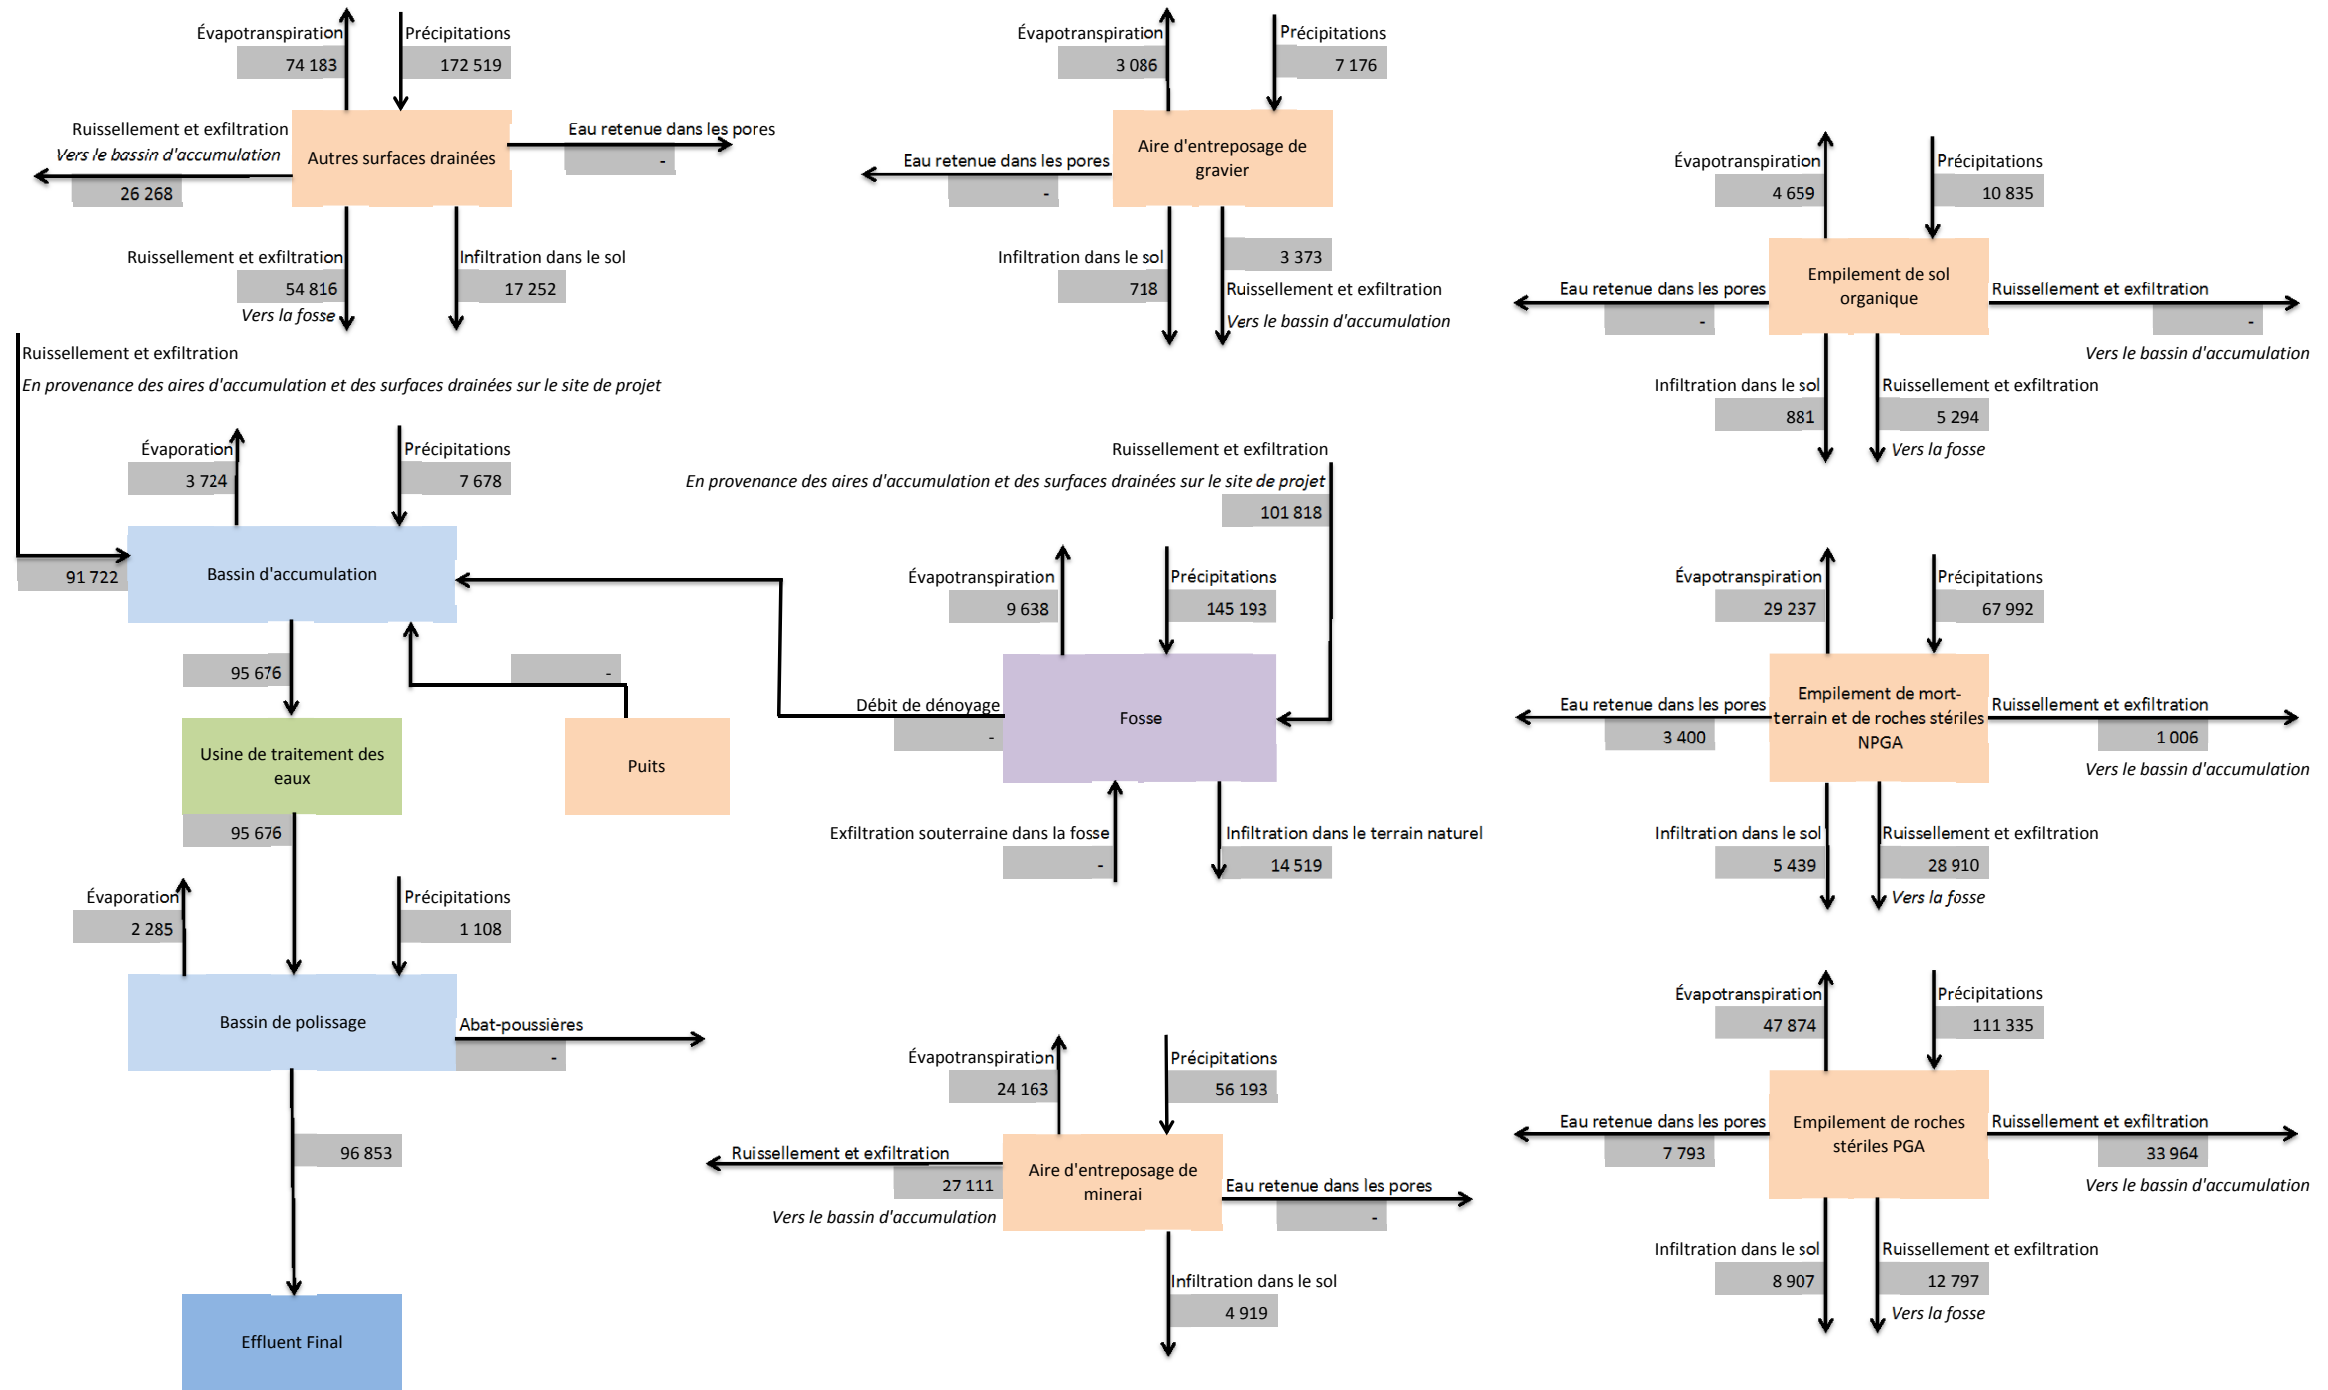 Évapotranspiration
74 183
Précipitations
172 519
Ruissellement et exfiltration
Vers le bassin d'accumulation
26 268
Autres surfaces drainées
Eau retenue dans les pores
-
Ruissellement et exfiltration
54 816
Vers la fosse
Infiltration dans le sol
17 252
Évapotranspiration
3 086
Précipitations
7 176
Eau retenue dans les pores
-
Aire d'entreposage de
gravier
Infiltration dans le sol
718
3 373
Ruissellement et exfiltration
Vers le bassin d'accumulation
Évapotranspiration
4 659
Précipitations
10 835
Eau retenue dans les pores
-
Empilement de sol
organique
Ruissellement et exfiltration
-
Vers le bassin d'accumulation
Infiltration dans le sol
881
Ruissellement et exfiltration
5 294
Vers la fosse
Ruissellement et exfiltration
En provenance des aires d'accumulation et des surfaces drainées sur le site de projet
91 722
Évaporation
3 724
Précipitations
7 678
Bassin d'accumulation
95 676
-
Usine de traitement des
eaux
Puits
95 676
Évaporation
2 285
Précipitations
1 108
Bassin de polissage
Abat-poussières
-
96 853
Effluent Final
Ruissellement et exfiltration
En provenance des aires d'accumulation et des surfaces drainées sur le site de projet
101 818
Évapotranspiration
9 638
Précipitations
145 193
Débit de dénoyage
-
Fosse
Exfiltration souterraine dans la fosse
-
Infiltration dans le terrain naturel
14 519
Évapotranspiration
24 163
Précipitations
56 193
Ruissellement et exfiltration
27 111
Vers le bassin d'accumulation
Aire d'entreposage de
minerai
Eau retenue dans les pores
-
Infiltration dans le sol
4 919
Évapotranspiration
29 237
Précipitations
67 992
Eau retenue dans les pores
3 400
Empilement de mort-
terrain et de roches stériles
NPGA
Ruissellement et exfiltration
1 006
Vers le bassin d'accumulation
Infiltration dans le sol
5 439
Ruissellement et exfiltration
28 910
Vers la fosse
Évapotranspiration
47 874
Précipitations
111 335
Eau retenue dans les pores
7 793
Empilement de roches
stériles PGA
Ruissellement et exfiltration
33 964
Vers le bassin d'accumulation
Infiltration dans le sol
8 907
Ruissellement et exfiltration
12 797
Vers la fosse